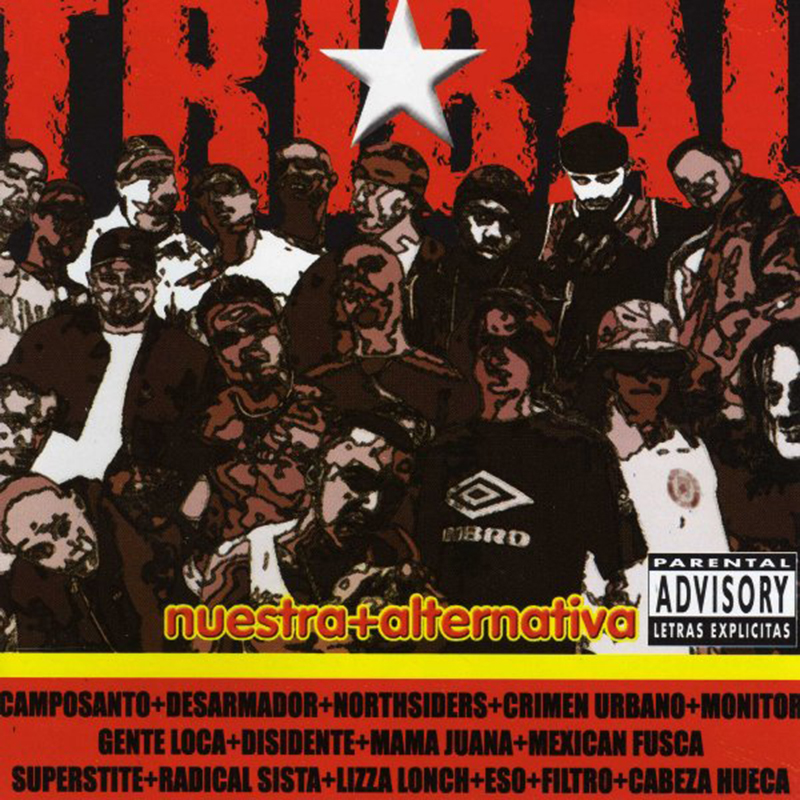 TRIBAL
UMBRO
nuestra+alternativa
PARENTAL
ADVISORY
LETRAS EXPLICITAS
CAMPOSANTO+DESARMADOR+NORTHSIDERS+CRIMEN URBANO+MONITOR
GENTE LOCA+DISIDENTE+MAMA JUANA+MEXICAN FUSCA
SUPERSTITE+RADICAL SISTA+LIZZA LONCH+ESO+FILTRO+CABEZA HUECA